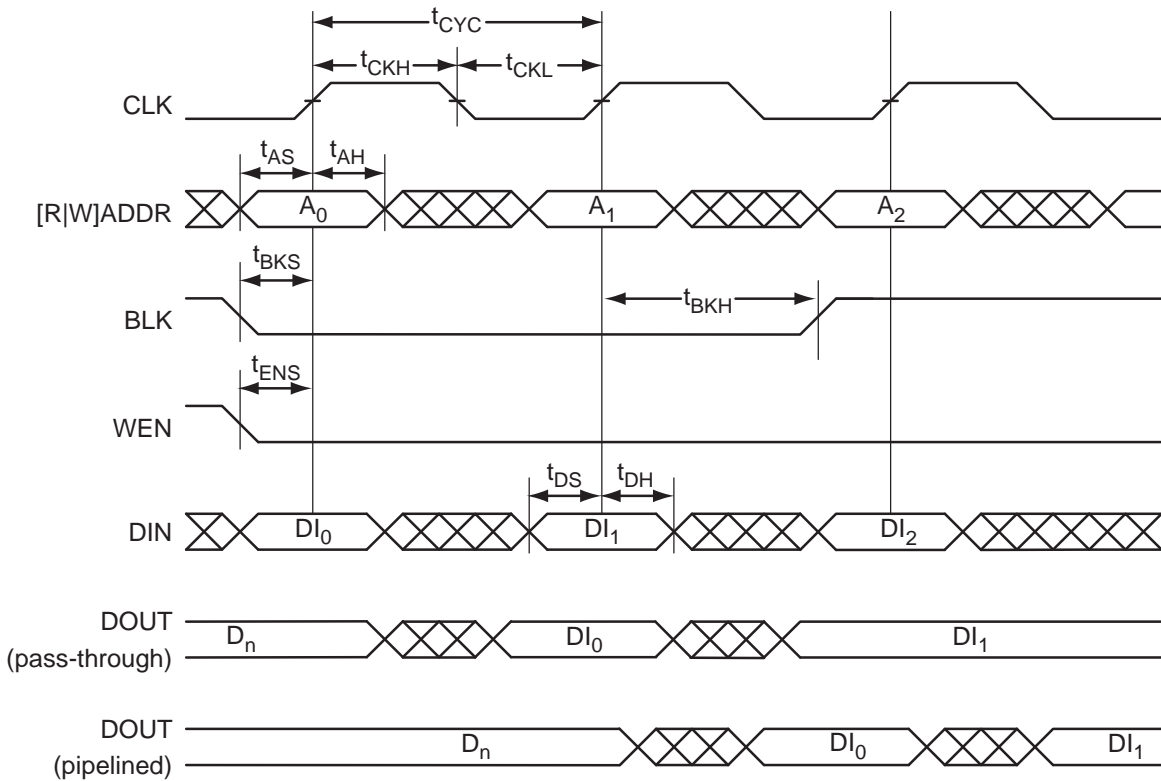 tCYC
tCKH tCKL
CLK
tAS tAH
[R|W]ADDR A0 A1 A2
tBKS
tBKH
BLK
tENS
WEN
tDS tDH
DIN DI0 DI1 DI2
DOUT
(pass-through) Dn DI0 DI1
DOUT
(pipelined) Dn DI0 DI1